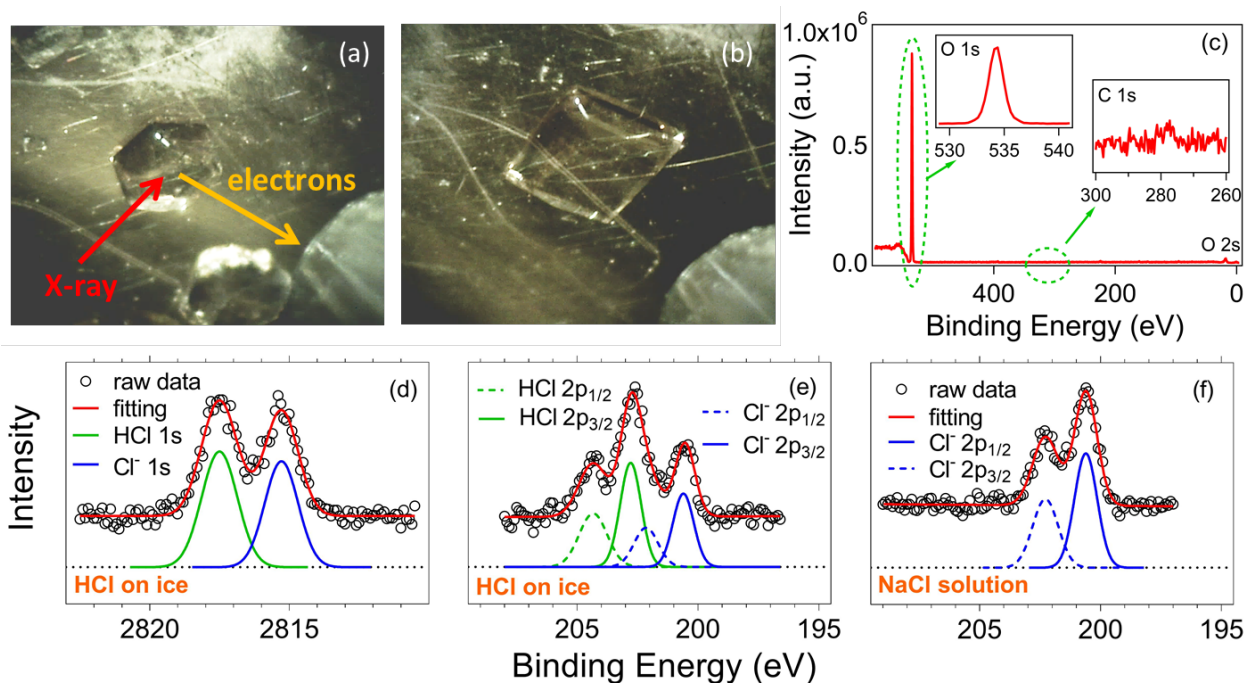 (a)
electrons
X-ray
(b)
(c)
1.0x10⁶
0.5
0.0
Intensity (a.u.)
O 1s
530 535 540
C 1s
300 280 260
O 2s
400 200 0
Binding Energy (eV)
(d)
raw data
fitting
HCl 1s
Cl⁻ 1s
HCl on ice
2820 2815
Intensity
(e)
HCl 2p₁/₂
HCl 2p₃/₂
Cl⁻ 2p₁/₂
Cl⁻ 2p₃/₂
HCl on ice
205 200 195
(f)
raw data
fitting
Cl⁻ 2p₁/₂
Cl⁻ 2p₃/₂
NaCl solution
205 200 195
Binding Energy (eV)